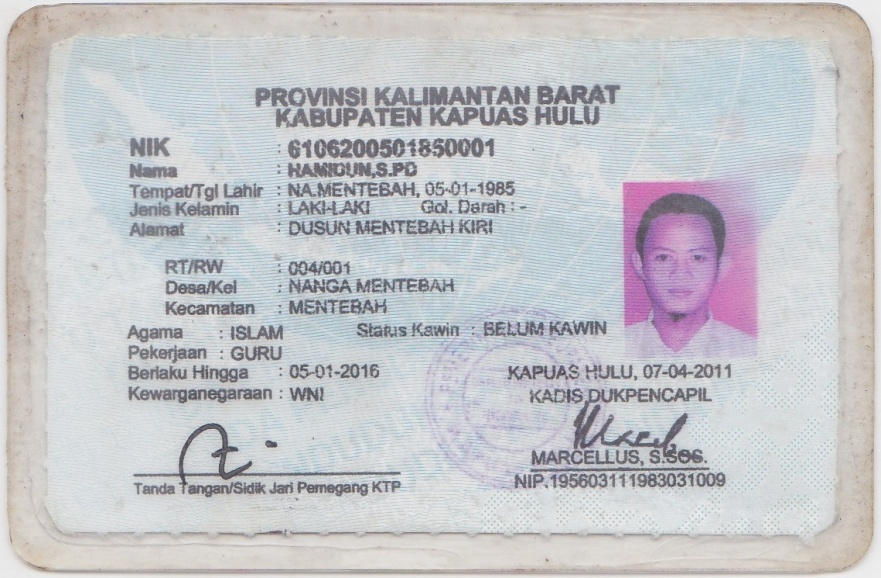 PROVINSI KALIMANTAN BARAT
KABUPATEN KAPUAS HULU
NIK : 6106200501850001
Nama : HAMIDUN,S.PD
Tempat/Tgl Lahir : NA.MENTEBAH, 05-01-1985
Jenis Kelamin : LAKI-LAKI Gol. Darah : -
Alamat : DUSUN MENTEBAH KIRI
RT/RW : 004/001
Desa/Kel : NANGA MENTEBAH
Kecamatan : MENTEBAH
Agama : ISLAM Status Kawin : BELUM KAWIN
Pekerjaan : GURU
Berlaku Hingga : 05-01-2016 KAPUAS HULU, 07-04-2011
Kewarganegaraan : WNI KADIS DUKPENCAPIL
MARCELLUS, S.SOS.
Tanda Tangan/Sidik Jari Pemegang KTP NIP.195603111983031009